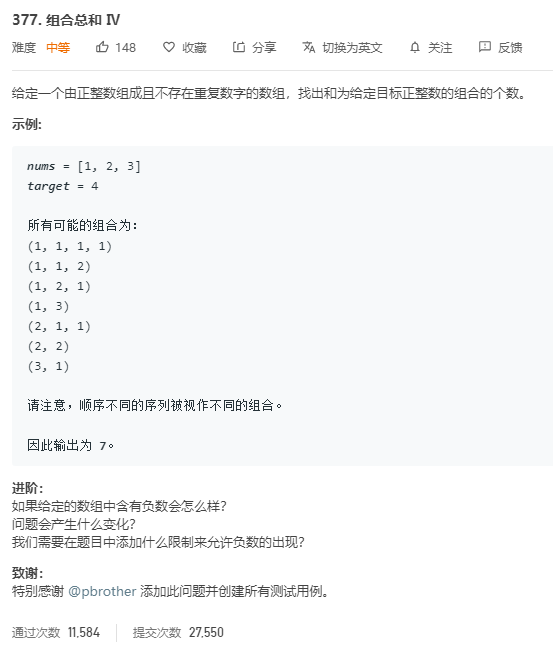 377. 组合总和 Ⅳ
难度 中等 148 收藏 分享 切换为英文 关注 反馈
给定一个由正整数组成且不存在重复数字的数组，找出和为给定目标正整数的组合的个数。
示例:
nums = [1, 2, 3]
target = 4
所有可能的组合为：
(1, 1, 1, 1)
(1, 1, 2)
(1, 2, 1)
(1, 3)
(2, 1, 1)
(2, 2)
(3, 1)
请注意，顺序不同的序列被视作不同的组合。
因此输出为 7。
进阶：
如果给定的数组中含有负数会怎么样？
问题会产生什么变化？
我们需要在题目中添加什么限制来允许负数的出现？
致谢：
特别感谢 @pbrother 添加此问题并创建所有测试用例。
通过次数 11,584 提交次数 27,550